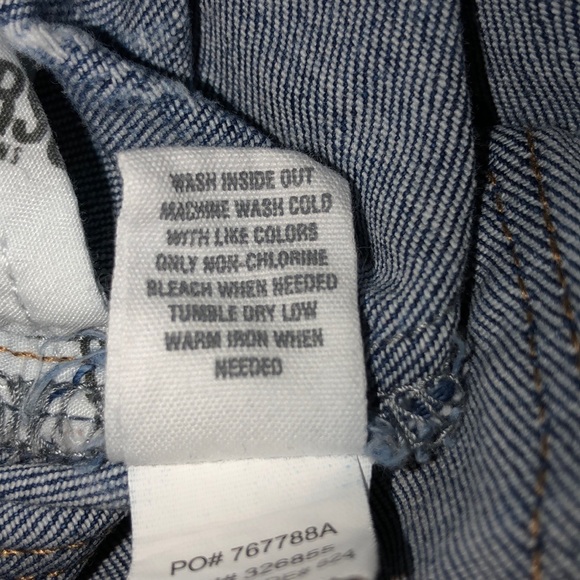 WASH INSIDE OUT
MACHINE WASH COLD
WITH LIKE COLORS
ONLY NON-CHLORINE
BLEACH WHEN NEEDED
TUMBLE DRY LOW
WARM IRON WHEN
NEEDED
PO# 767788A
326855